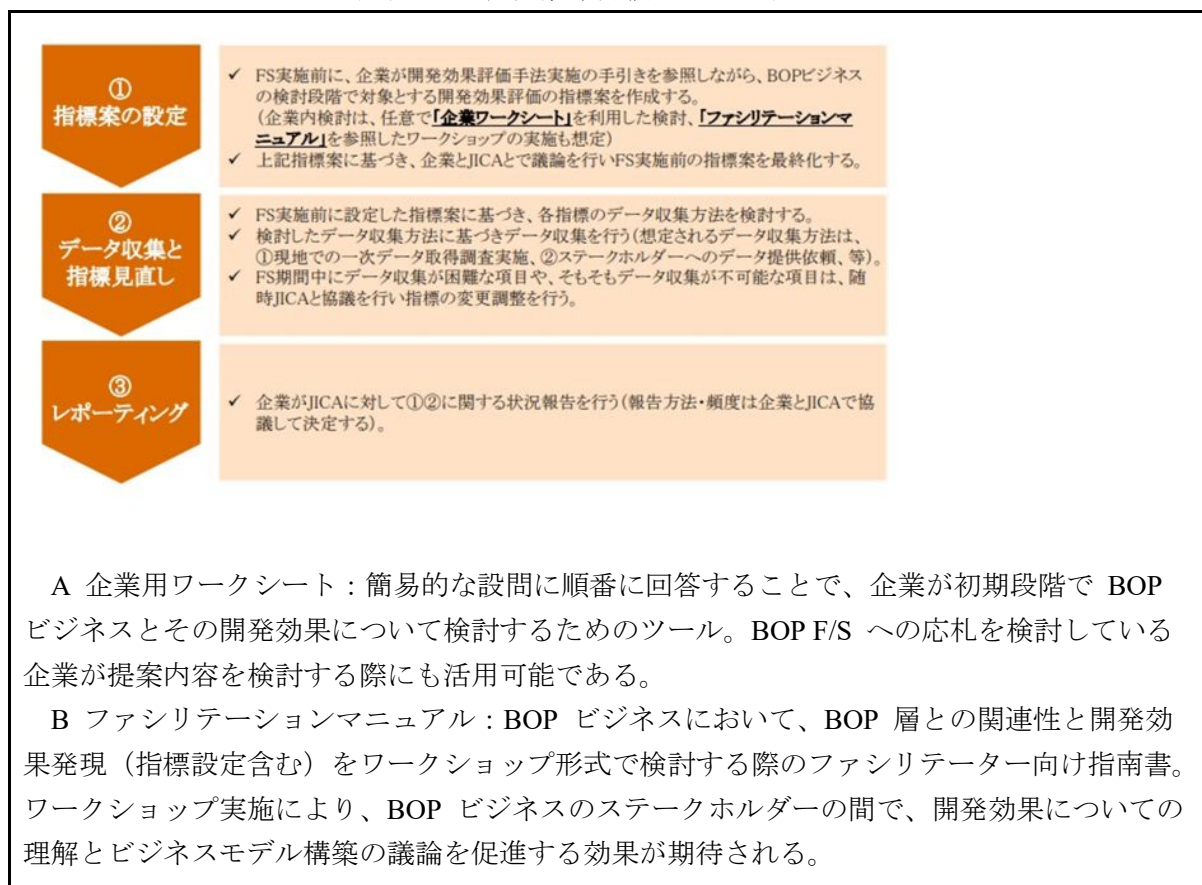 ①
指標案の設定
✓ FS実施前に、企業が開発効果評価手法実施の手引きを参照しながら、BOPビジネス
の検討段階で対象とする開発効果評価の指標案を作成する。
(企業内検討は、任意で「企業ワークシート」を利用した検討、「ファシリテーションマ
ニュアル」を参照したワークショップの実施も想定)
✓ 上記指標案に基づき、企業とJICAとで議論を行いFS実施前の指標案を最終化する。
②
データ収集と
指標見直し
✓ FS実施前に設定した指標案に基づき、各指標のデータ収集方法を検討する。
✓ 検討したデータ収集方法に基づきデータ収集を行う(想定されるデータ収集方法は、
①現地での一次データ取得調査実施、②ステークホルダーへのデータ提供依頼、等)。
✓ FS期間中にデータ収集が困難な項目や、そもそもデータ収集が不可能な項目は、随
時JICAと協議を行い指標の変更調整を行う。
③
レポーティング
✓ 企業がJICAに対して①②に関する状況報告を行う(報告方法・頻度は企業とJICAで協
議して決定する)。
A 企業用ワークシート：簡易的な設問に順番に回答することで、企業が初期段階で BOP
ビジネスとその開発効果について検討するためのツール。BOP F/S への応札を検討している
企業が提案内容を検討する際にも活用可能である。
B ファシリテーションマニュアル：BOP ビジネスにおいて、BOP 層との関連性と開発効
果発現（指標設定含む）をワークショップ形式で検討する際のファシリテーター向け指南書。
ワークショップ実施により、BOP ビジネスのステークホルダーの間で、開発効果についての
理解とビジネスモデル構築の議論を促進する効果が期待される。